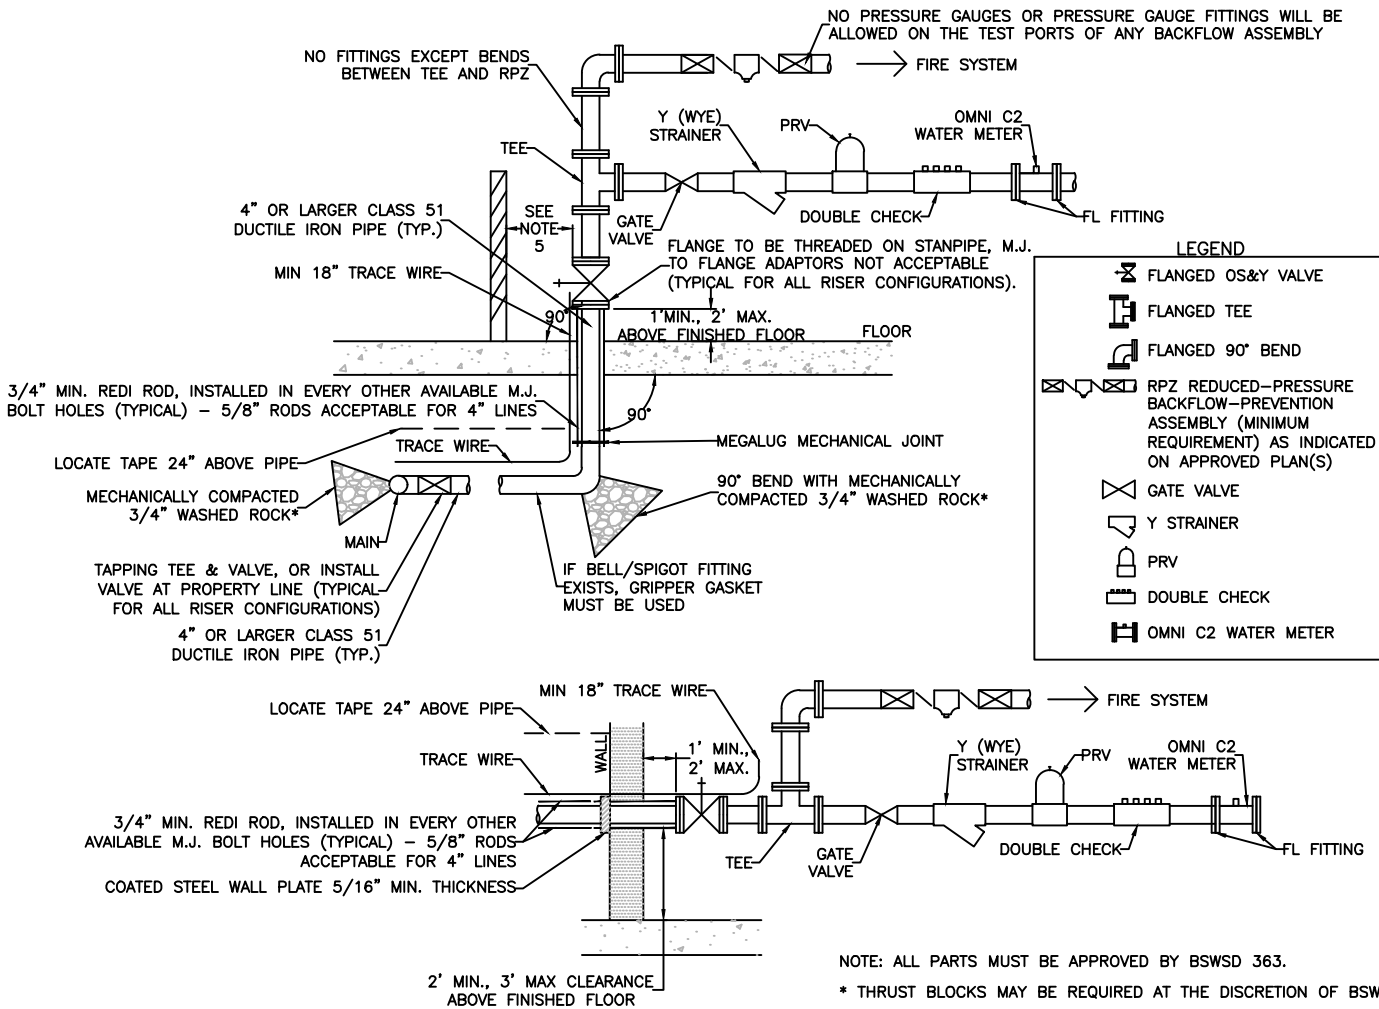 NO PRESSURE GAUGES OR PRESSURE GAUGE FITTINGS WILL BE
ALLOWED ON THE TEST PORTS OF ANY BACKFLOW ASSEMBLY
NO FITTINGS EXCEPT BENDS
BETWEEN TEE AND RPZ
FIRE SYSTEM
Y (WYE)
STRAINER
PRV
OMNI C2
WATER METER
TEE
4" OR LARGER CLASS 51
DUCTILE IRON PIPE (TYP.)
SEE
NOTE
5
GATE
VALVE
DOUBLE CHECK
FL FITTING
MIN 18" TRACE WIRE
FLANGE TO BE THREADED ON STANPIPE, M.J.
TO FLANGE ADAPTORS NOT ACCEPTABLE
(TYPICAL FOR ALL RISER CONFIGURATIONS).
90°
1'MIN., 2' MAX.
ABOVE FINISHED FLOOR
FLOOR
3/4" MIN. REDI ROD, INSTALLED IN EVERY OTHER AVAILABLE M.J.
BOLT HOLES (TYPICAL) – 5/8" RODS ACCEPTABLE FOR 4" LINES
90°
TRACE WIRE
MEGALUG MECHANICAL JOINT
LOCATE TAPE 24" ABOVE PIPE
MECHANICALLY COMPACTED
3/4" WASHED ROCK*
90° BEND WITH MECHANICALLY
COMPACTED 3/4" WASHED ROCK*
MAIN
TAPPING TEE & VALVE, OR INSTALL
VALVE AT PROPERTY LINE (TYPICAL
FOR ALL RISER CONFIGURATIONS)
IF BELL/SPIGOT FITTING
EXISTS, GRIPPER GASKET
MUST BE USED
4" OR LARGER CLASS 51
DUCTILE IRON PIPE (TYP.)
LEGEND
FLANGED OS&Y VALVE
FLANGED TEE
FLANGED 90° BEND
RPZ REDUCED–PRESSURE
BACKFLOW–PREVENTION
ASSEMBLY (MINIMUM
REQUIREMENT) AS INDICATED
ON APPROVED PLAN(S)
GATE VALVE
Y STRAINER
PRV
DOUBLE CHECK
OMNI C2 WATER METER
MIN 18" TRACE WIRE
LOCATE TAPE 24" ABOVE PIPE
FIRE SYSTEM
TRACE WIRE
WALL
1' MIN.,
2' MAX.
Y (WYE)
STRAINER
PRV
OMNI C2
WATER METER
3/4" MIN. REDI ROD, INSTALLED IN EVERY OTHER
AVAILABLE M.J. BOLT HOLES (TYPICAL) – 5/8" RODS
ACCEPTABLE FOR 4" LINES
COATED STEEL WALL PLATE 5/16" MIN. THICKNESS
TEE
GATE
VALVE
DOUBLE CHECK
FL FITTING
2' MIN., 3' MAX CLEARANCE
ABOVE FINISHED FLOOR
NOTE: ALL PARTS MUST BE APPROVED BY BSWSD 363.
* THRUST BLOCKS MAY BE REQUIRED AT THE DISCRETION OF BSW